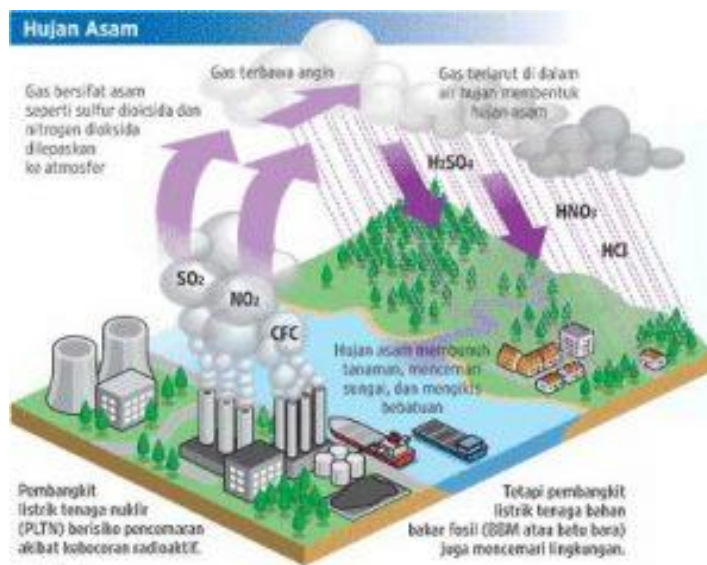 Hujan Asam
Gas bersifat asam
seperti sulfur dioksida dan
nitrogen dioksida
dilepaskan
ke atmosfer
Gas terbawa angin
Gas terlarut di dalam
air hujan membentuk
hujan asam
H₂SO₄
HNO₃
HCl
SO₂
NO₂
CFC
Hujan asam membunuh
tanaman, mencemari
sungai, dan mengikis
bebatuan
Pembangkit
listrik tenaga nuklir
(PLTN) berisiko pencemaran
akibat kebocoran radioaktif.
Tetapi pembangkit
listrik tenaga bahan
bakar fosil (BBM atau batu bara)
juga mencemari lingkungan.